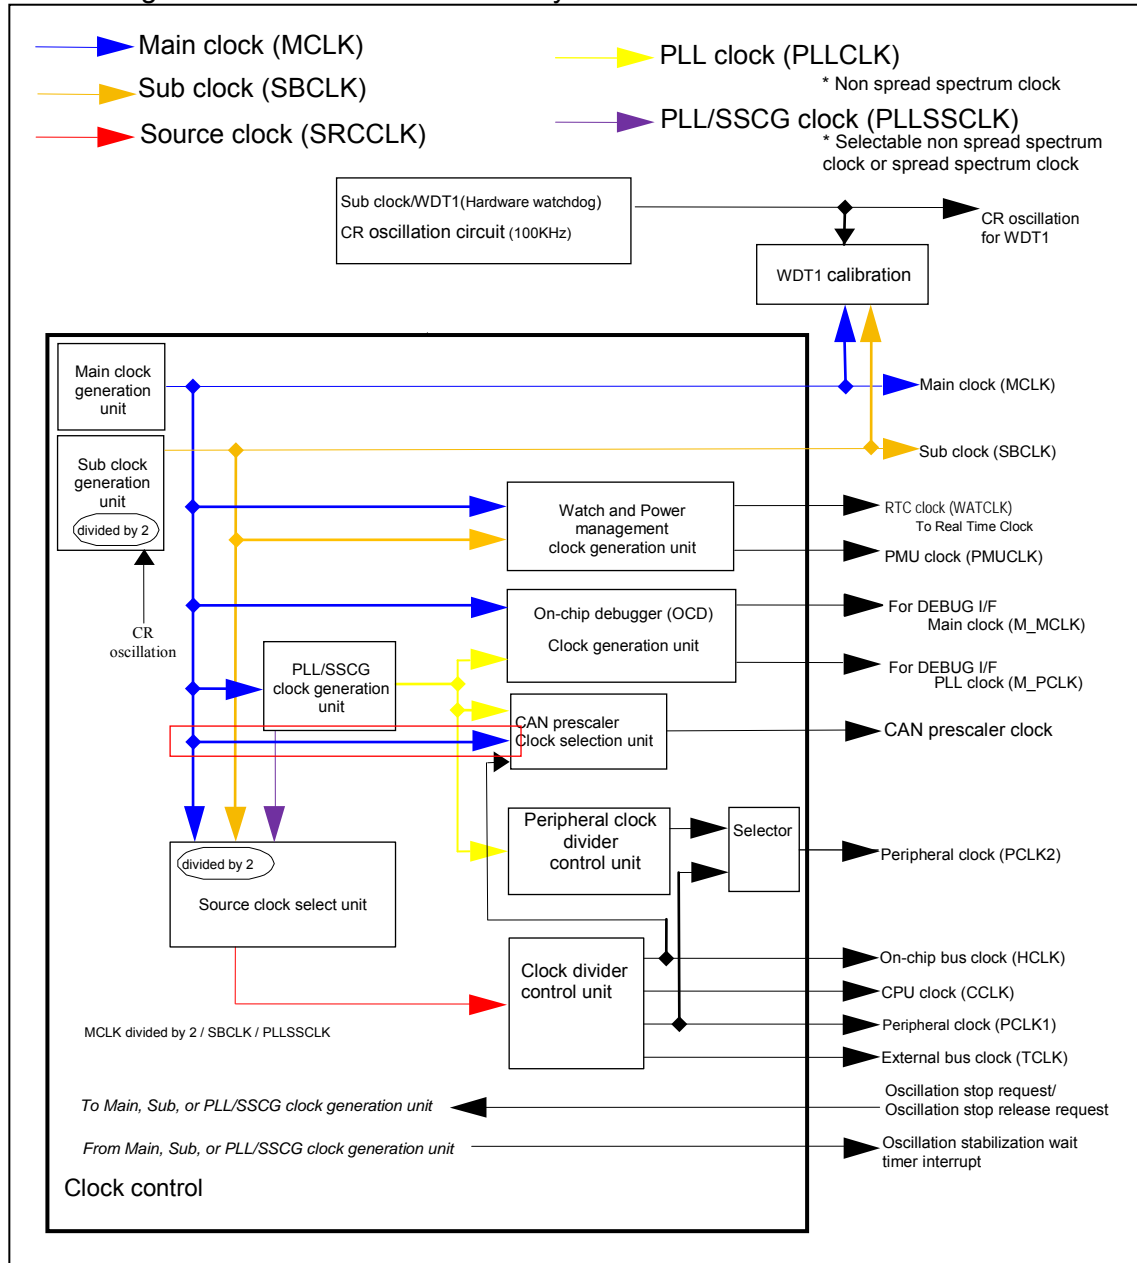 Main clock (MCLK)
Sub clock (SBCLK)
Source clock (SRCCLK)
PLL clock (PLLCLK)
* Non spread spectrum clock
PLL/SSCG clock (PLLSSCLK)
* Selectable non spread spectrum
clock or spread spectrum clock
Sub clock/WDT1(Hardware watchdog)
CR oscillation circuit (100KHz)
CR oscillation
for WDT1
WDT1 calibration
Main clock
generation
unit
Main clock (MCLK)
Sub clock
generation
unit
divided by 2
Sub clock (SBCLK)
CR
oscillation
Watch and Power
management
clock generation unit
RTC clock (WATCLK)
To Real Time Clock
PMU clock (PMUCLK)
On-chip debugger (OCD)
Clock generation unit
For DEBUG I/F
Main clock (M_MCLK)
For DEBUG I/F
PLL clock (M_PCLK)
PLL/SSCG
clock generation
unit
CAN prescaler
Clock selection unit
CAN prescaler clock
Peripheral clock
divider
control unit
Selector
Peripheral clock (PCLK2)
divided by 2
Source clock select unit
Clock divider
control unit
On-chip bus clock (HCLK)
CPU clock (CCLK)
Peripheral clock (PCLK1)
External bus clock (TCLK)
MCLK divided by 2 / SBCLK / PLLSSCLK
To Main, Sub, or PLL/SSCG clock generation unit
Oscillation stop request/
Oscillation stop release request
From Main, Sub, or PLL/SSCG clock generation unit
Oscillation stabilization wait
timer interrupt
Clock control